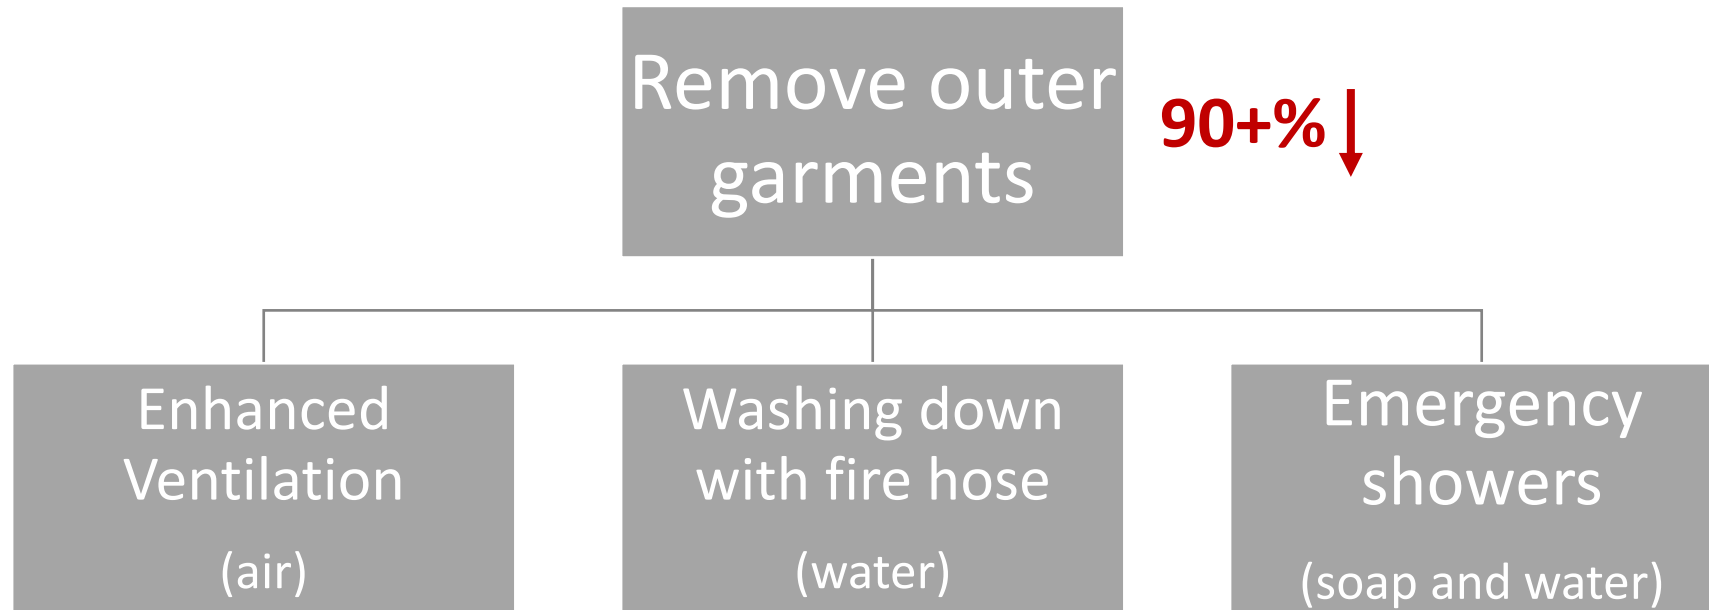 Remove outer
garments
90+%
Enhanced
Ventilation
(air)
Washing down
with fire hose
(water)
Emergency
showers
(soap and water)